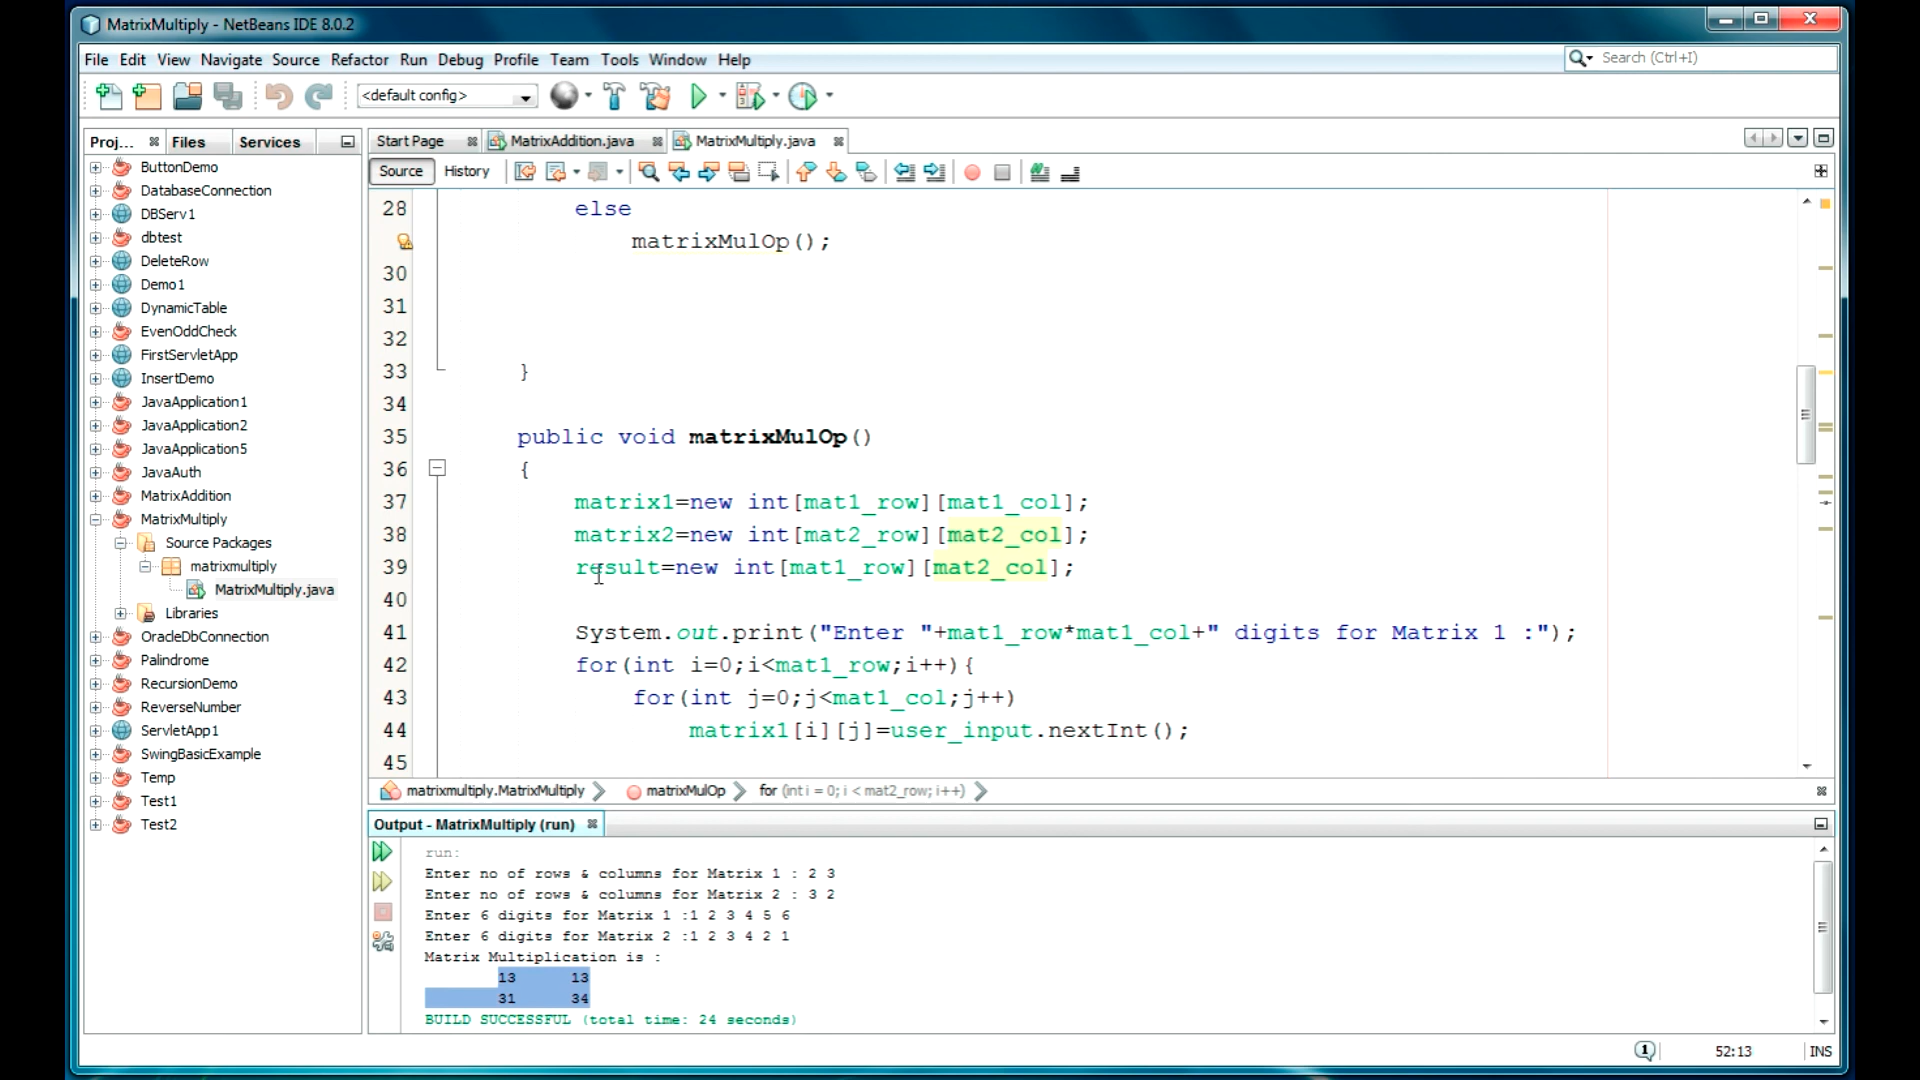 MatrixMultiply - NetBeans IDE 8.0.2
File Edit View Navigate Source Refactor Run Debug Profile Team Tools Window Help
Search (Ctrl+I)
<default config>
Proj... Files Services
Start Page MatrixAddition.java MatrixMultiply.java
Source History
ButtonDemo
DatabaseConnection
DBServ1
dbtest
DeleteRow
Demo1
DynamicTable
EvenOddCheck
FirstServletApp
InsertDemo
JavaApplication1
JavaApplication2
JavaApplication5
JavaAuth
MatrixAddition
MatrixMultiply
Source Packages
matrixmultiply
MatrixMultiply.java
Libraries
OracleDbConnection
Palindrome
RecursionDemo
ReverseNumber
ServletApp1
SwingBasicExample
Temp
Test1
Test2
28 else
matrixMulOp();
30
31
32
33 }
34
35 public void matrixMulOp()
36 {
37 matrix1=new int[mat1_row][mat1_col];
38 matrix2=new int[mat2_row][mat2_col];
39 result=new int[mat1_row][mat2_col];
40
41 System.out.print("Enter "+mat1_row*mat1_col+" digits for Matrix 1 :");
42 for(int i=0;i<mat1_row;i++){
43 for(int j=0;j<mat1_col;j++)
44 matrix1[i][j]=user_input.nextInt();
45
matrixmultiply.MatrixMultiply matrixMulOp for (int i = 0; i < mat2_row; i++)
Output - MatrixMultiply (run)
run:
Enter no of rows & columns for Matrix 1 : 2 3
Enter no of rows & columns for Matrix 2 : 3 2
Enter 6 digits for Matrix 1 :1 2 3 4 5 6
Enter 6 digits for Matrix 2 :1 2 3 4 2 1
Matrix Multiplication is :
13 13
31 34
BUILD SUCCESSFUL (total time: 24 seconds)
1 52:13 INS